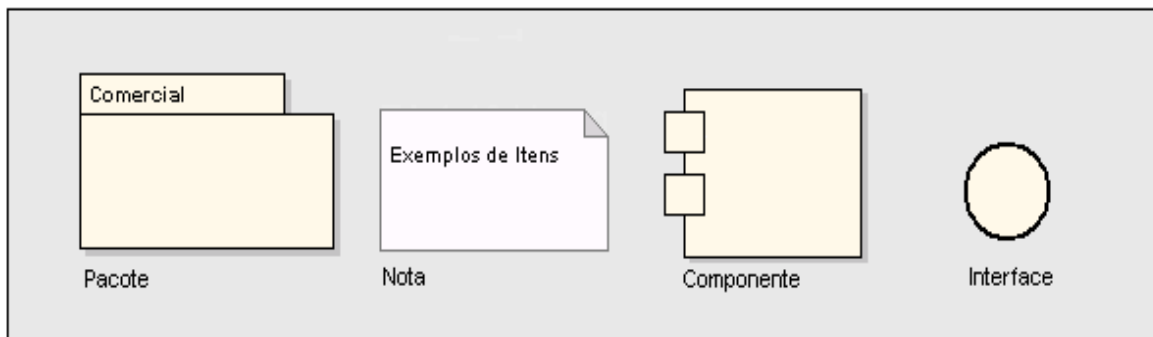 Comercial
Exemplos de Itens
Pacote
Nota
Componente
Interface